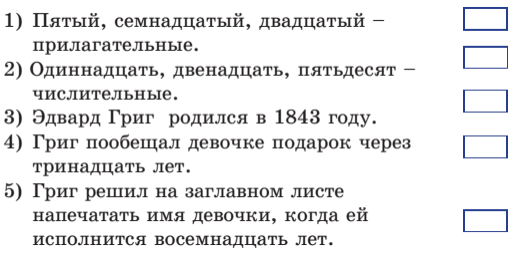 1) Пятый, семнадцатый, двадцатый –
прилагательные.
2) Одиннадцать, двенадцать, пятьдесят –
числительные.
3) Эдвард Григ родился в 1843 году.
4) Григ пообещал девочке подарок через
тринадцать лет.
5) Григ решил на заглавном листе
напечатать имя девочки, когда ей
исполнится восемнадцать лет.